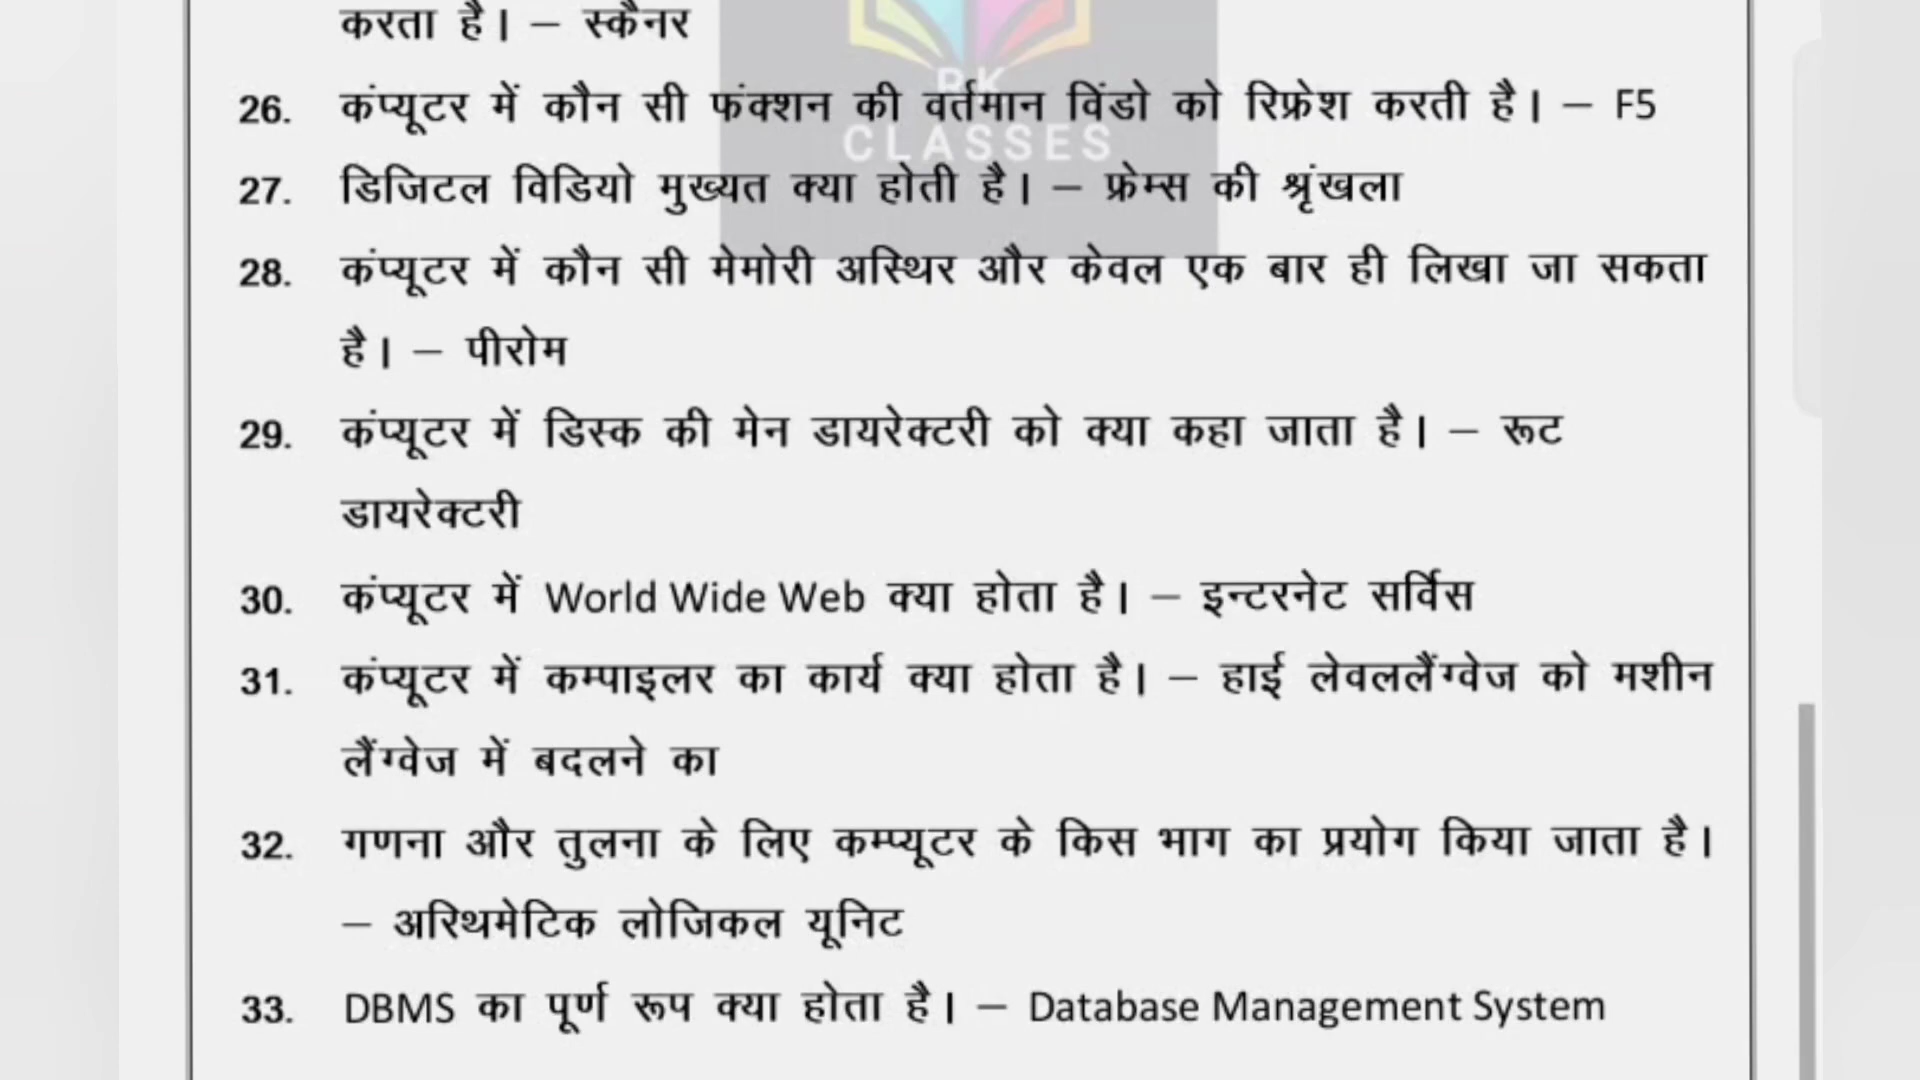 करता है। – स्कैनर
26. कंप्यूटर में कौन सी फंक्शन की वर्तमान विंडो को रिफ्रेश करती है। – F5
27. डिजिटल विडियो मुख्यत क्या होती है। – फ्रेम्स की श्रृंखला
28. कंप्यूटर में कौन सी मेमोरी अस्थिर और केवल एक बार ही लिखा जा सकता
है। – पीरोम
29. कंप्यूटर में डिस्क की मेन डायरेक्टरी को क्या कहा जाता है। – रूट
डायरेक्टरी
30. कंप्यूटर में World Wide Web क्या होता है। – इन्टरनेट सर्विस
31. कंप्यूटर में कम्पाइलर का कार्य क्या होता है। – हाई लेवललैंग्वेज को मशीन
लैंग्वेज में बदलने का
32. गणना और तुलना के लिए कम्प्यूटर के किस भाग का प्रयोग किया जाता है।
– अरिथमेटिक लोजिकल यूनिट
33. DBMS का पूर्ण रूप क्या होता है। – Database Management System
RK
CLASSES